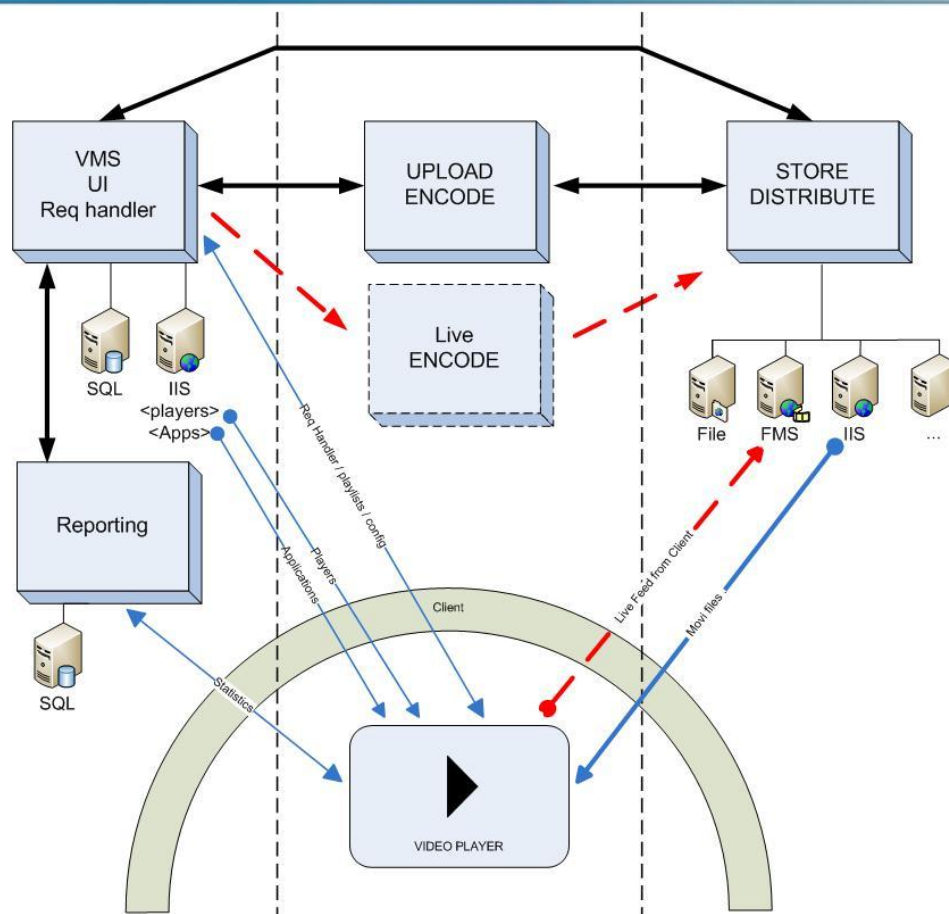 VMS
UI
Req handler
UPLOAD
ENCODE
STORE
DISTRIBUTE
Live
ENCODE
SQL
IIS
<players>
<Apps>
File
FMS
IIS
...
Reporting
SQL
Req Handler / playlists / config
Players
Applications
Statistics
Live Feed from Client
Movi files
Client
VIDEO PLAYER